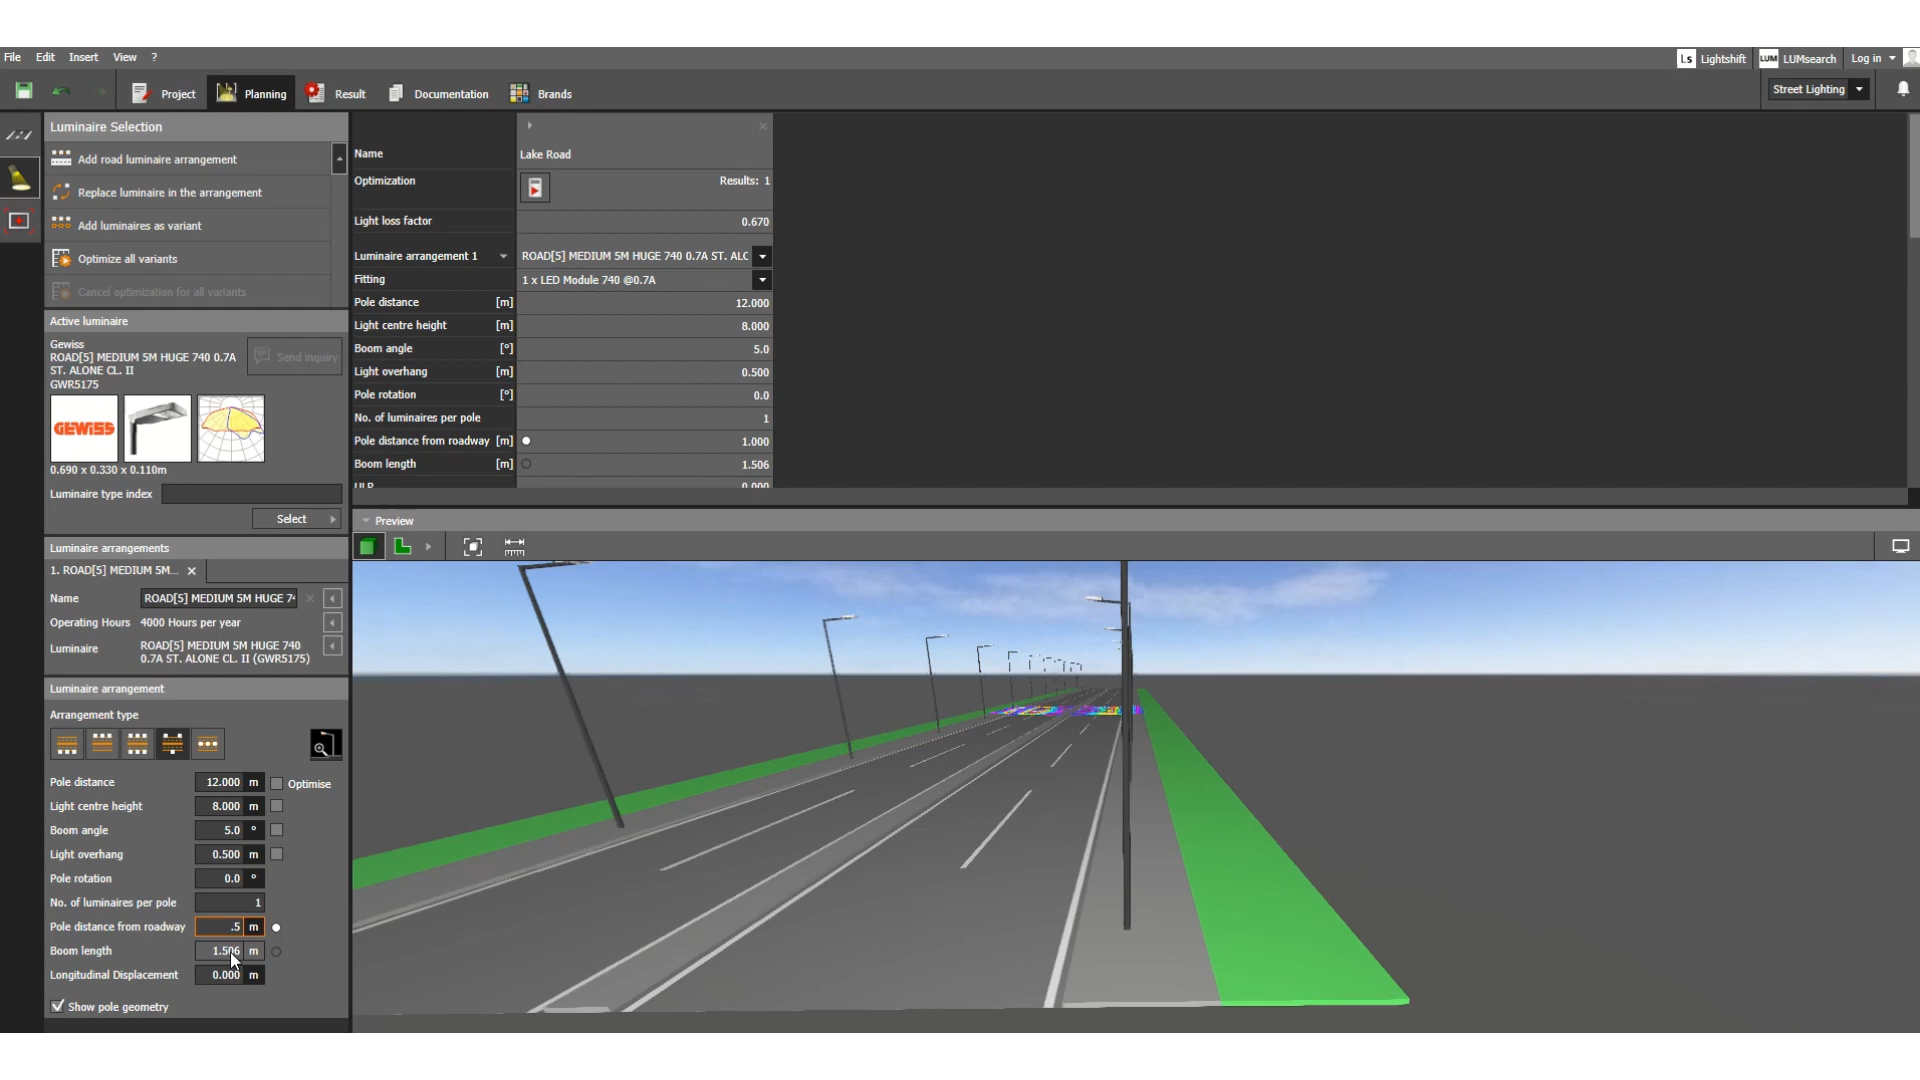 File Edit Insert View ?
Ls Lightshift LUM LUMsearch Log in
Project Planning Result Documentation Brands
Street Lighting
Luminaire Selection
Add road luminaire arrangement
Replace luminaire in the arrangement
Add luminaires as variant
Optimize all variants
Cancel optimization for all variants
Active luminaire
Gewiss
ROAD[5] MEDIUM 5M HUGE 740 0.7A
ST. ALONE CL. II
GWR5175
Send inquiry
GEWISS
0.690 x 0.330 x 0.110m
Luminaire type index
Select
Luminaire arrangements
1. ROAD[5] MEDIUM 5M...
Name ROAD[5] MEDIUM 5M HUGE 74
Operating Hours 4000 Hours per year
Luminaire ROAD[5] MEDIUM 5M HUGE 740
0.7A ST. ALONE CL. II (GWR5175)
Luminaire arrangement
Arrangement type
Pole distance 12.000 m Optimise
Light centre height 8.000 m
Boom angle 5.0 °
Light overhang 0.500 m
Pole rotation 0.0 °
No. of luminaires per pole 1
Pole distance from roadway .5 m
Boom length 1.506 m
Longitudinal Displacement 0.000 m
Show pole geometry
Name Lake Road
Optimization Results: 1
Light loss factor 0.670
Luminaire arrangement 1 ROAD[5] MEDIUM 5M HUGE 740 0.7A ST. ALC
Fitting 1 x LED Module 740 @0.7A
Pole distance [m] 12.000
Light centre height [m] 8.000
Boom angle [°] 5.0
Light overhang [m] 0.500
Pole rotation [°] 0.0
No. of luminaires per pole 1
Pole distance from roadway [m] 1.000
Boom length [m] 1.506
ULR 0.000
Preview